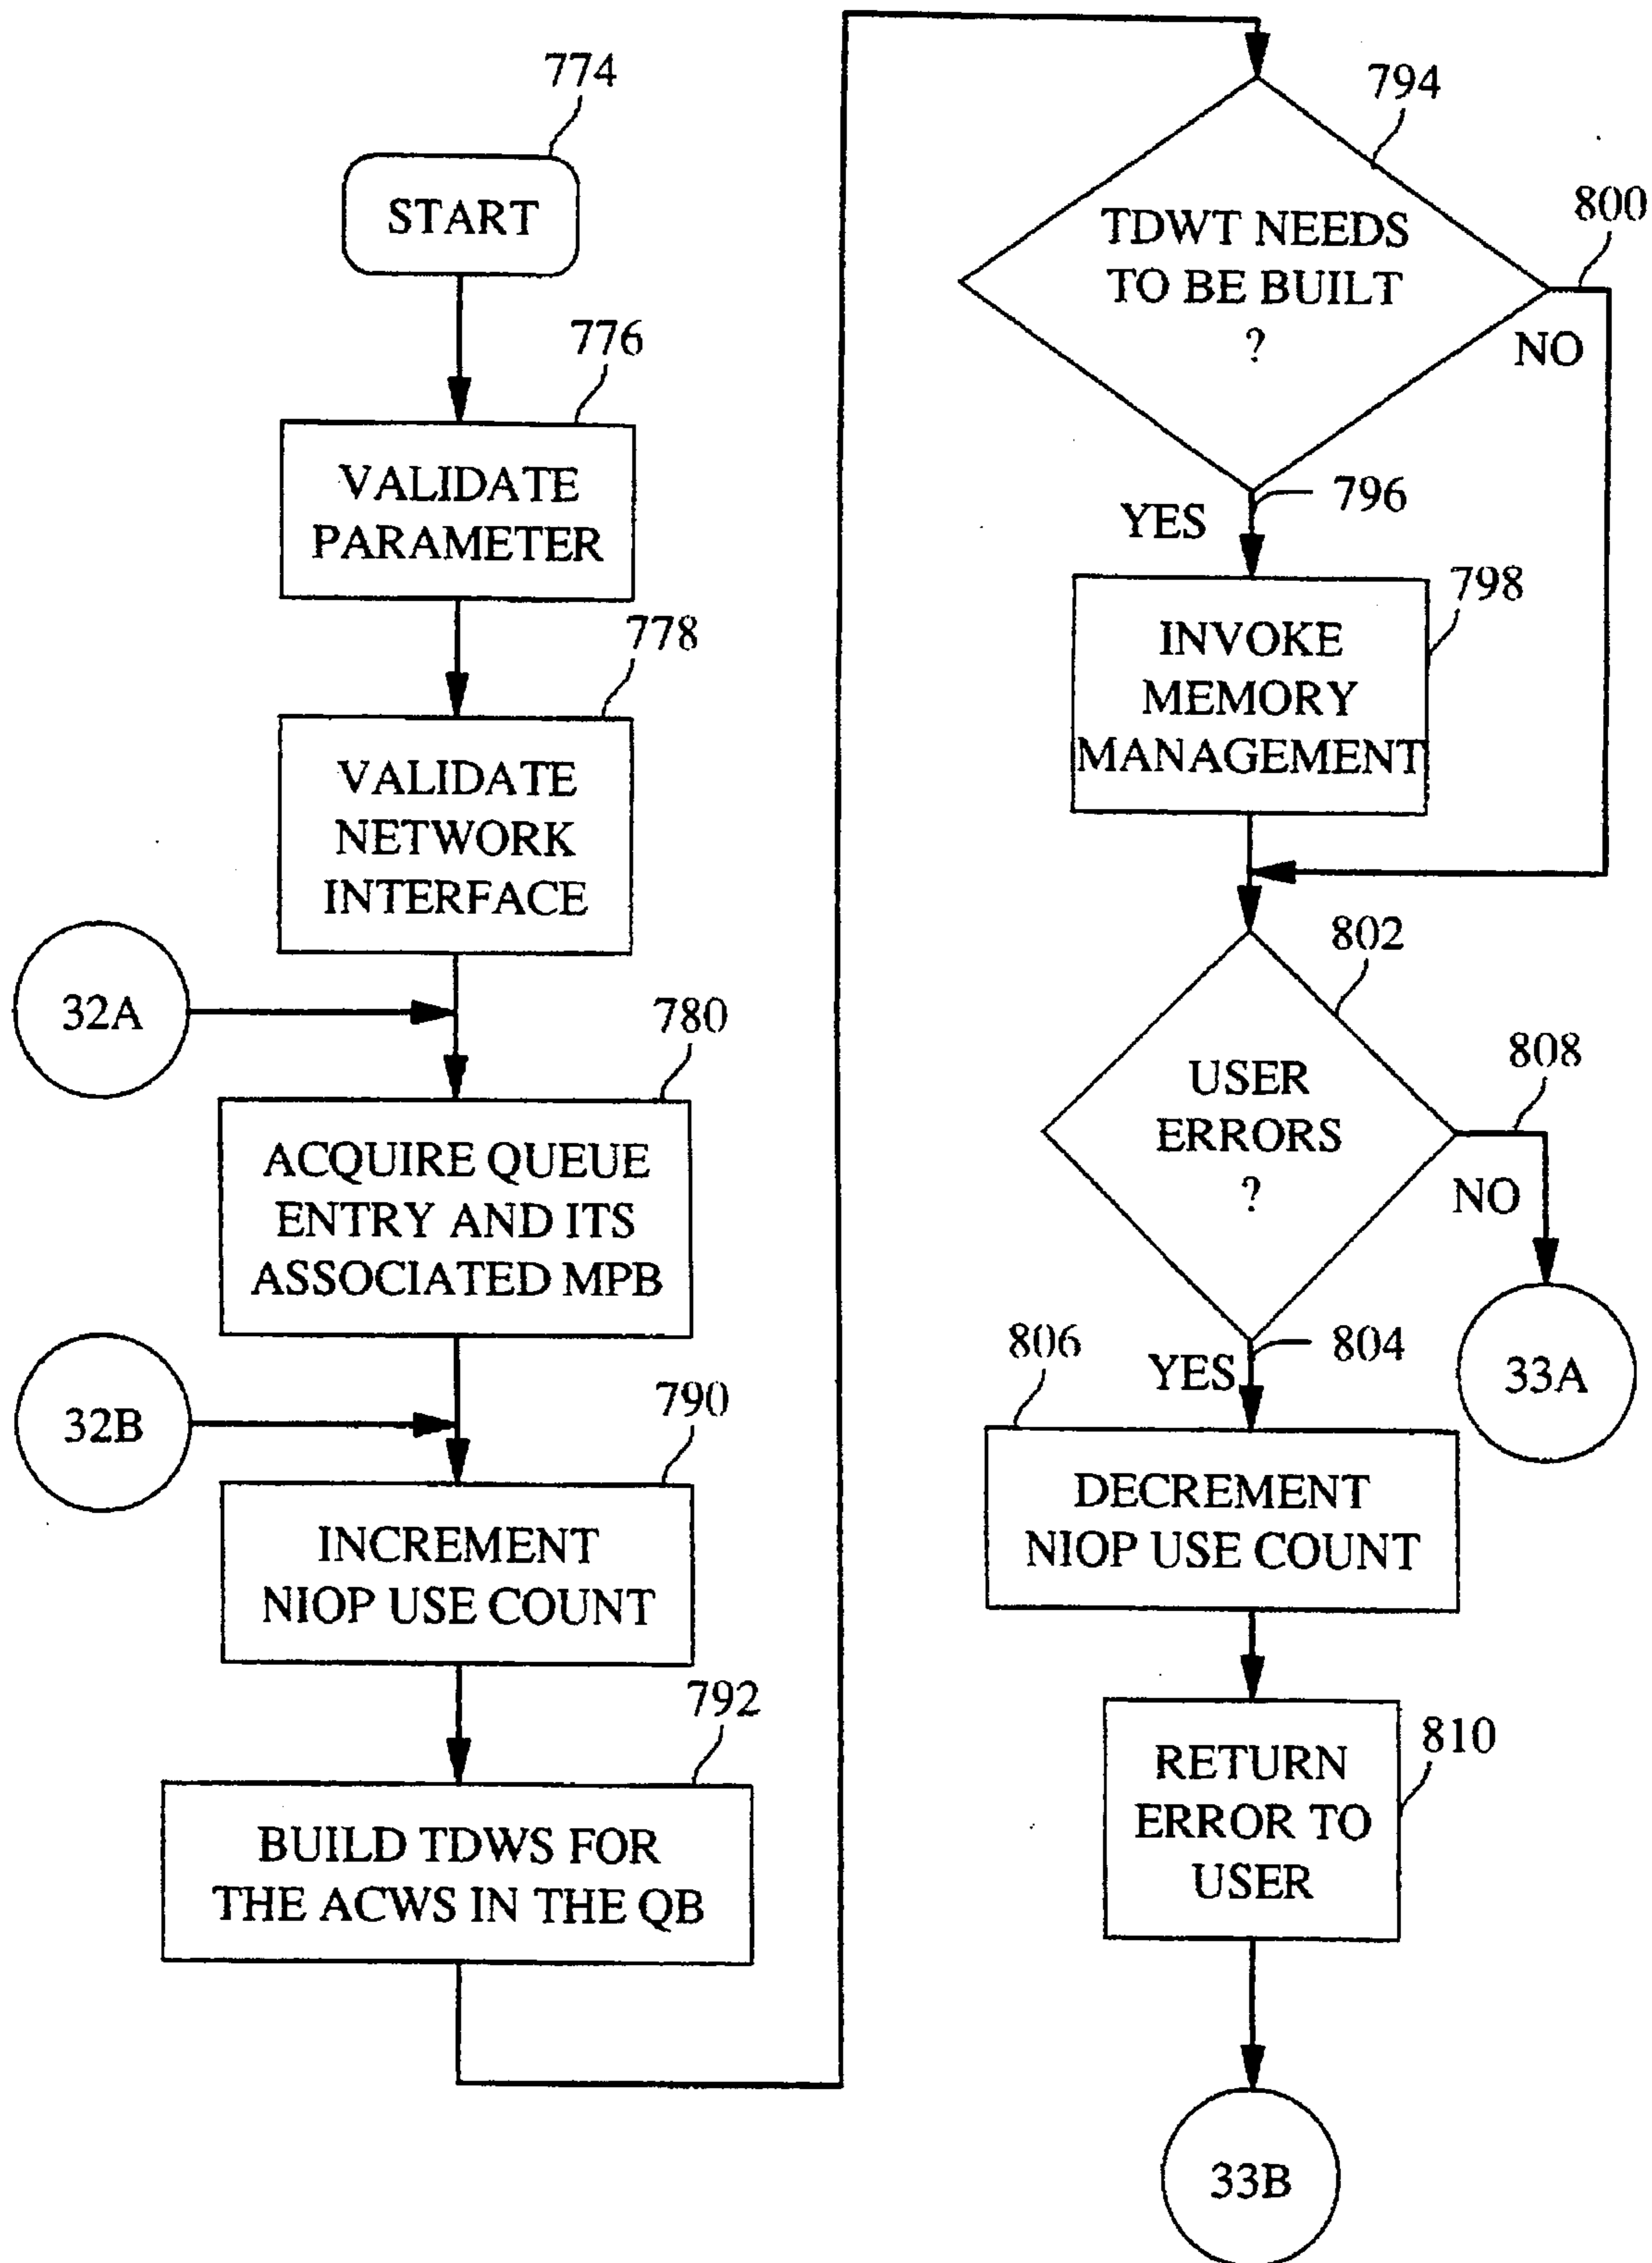 774
START
776
VALIDATE
PARAMETER
778
VALIDATE
NETWORK
INTERFACE
32A
780
ACQUIRE QUEUE
ENTRY AND ITS
ASSOCIATED MPB
32B
790
INCREMENT
NIOP USE COUNT
792
BUILD TDWS FOR
THE ACWS IN THE QB
794
TDWT NEEDS
TO BE BUILT
?
800
NO
796
YES
798
INVOKE
MEMORY
MANAGEMENT
802
USER
ERRORS
?
808
NO
33A
804
YES
806
DECREMENT
NIOP USE COUNT
810
RETURN
ERROR TO
USER
33B